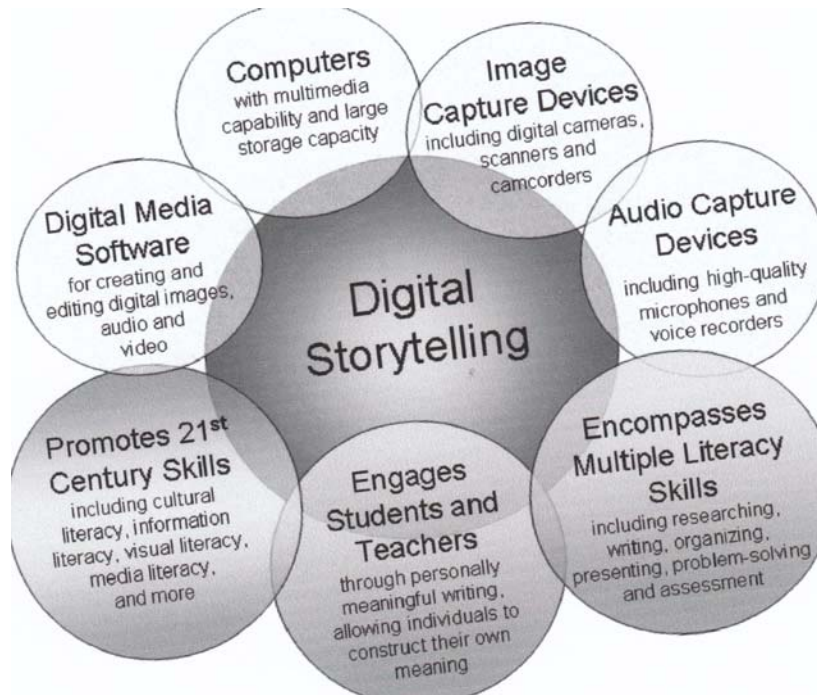 Computers
with multimedia
capability and large
storage capacity
Image
Capture Devices
including digital cameras,
scanners and
camcorders
Digital Media
Software
for creating and
editing digital images,
audio and
video
Audio Capture
Devices
including high-quality
microphones and
voice recorders
Digital
Storytelling
Promotes 21st
Century Skills
including cultural
literacy, information
literacy, visual literacy,
media literacy,
and more
Engages
Students and
Teachers
through personally
meaningful writing,
allowing individuals to
construct their own
meaning
Encompasses
Multiple Literacy
Skills
including researching,
writing, organizing,
presenting, problem-solving
and assessment